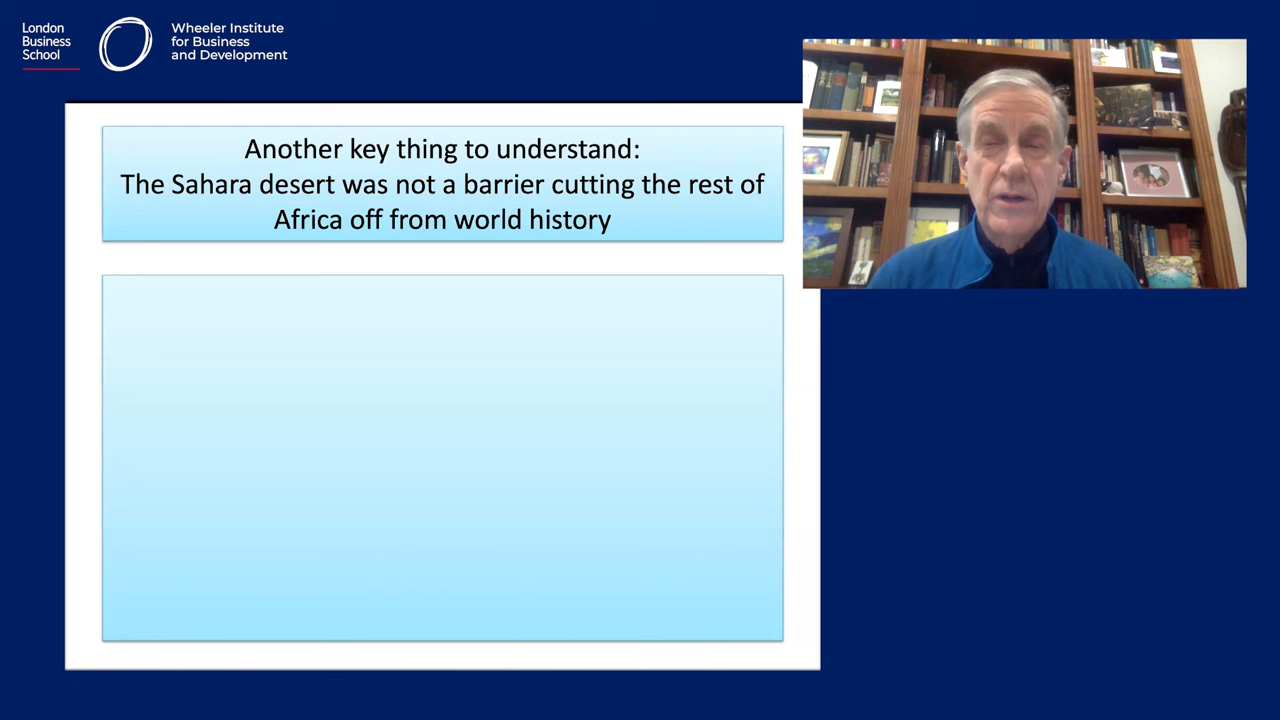 London
Business
School
Wheeler Institute
for Business
and Development
Another key thing to understand:
The Sahara desert was not a barrier cutting the rest of
Africa off from world history